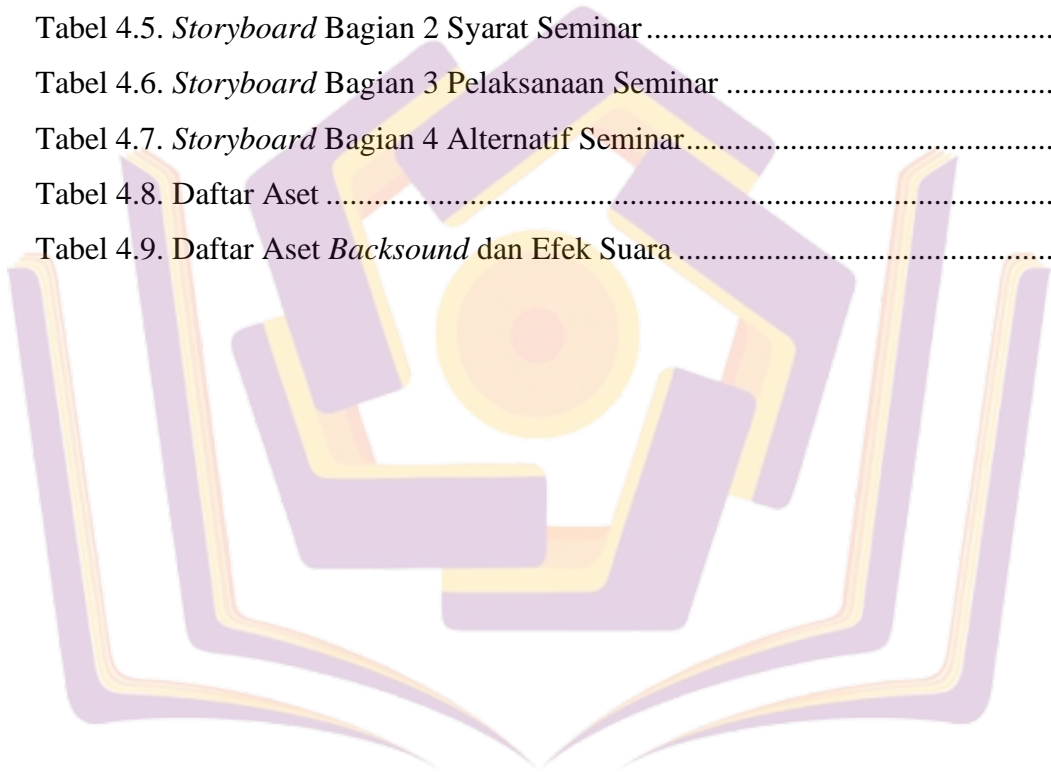 Tabel 4.5. Storyboard Bagian 2 Syarat Seminar...............................................
Tabel 4.6. Storyboard Bagian 3 Pelaksanaan Seminar .....................................
Tabel 4.7. Storyboard Bagian 4 Alternatif Seminar..........................................
Tabel 4.8. Daftar Aset ......................................................................................
Tabel 4.9. Daftar Aset Backsound dan Efek Suara ...........................................